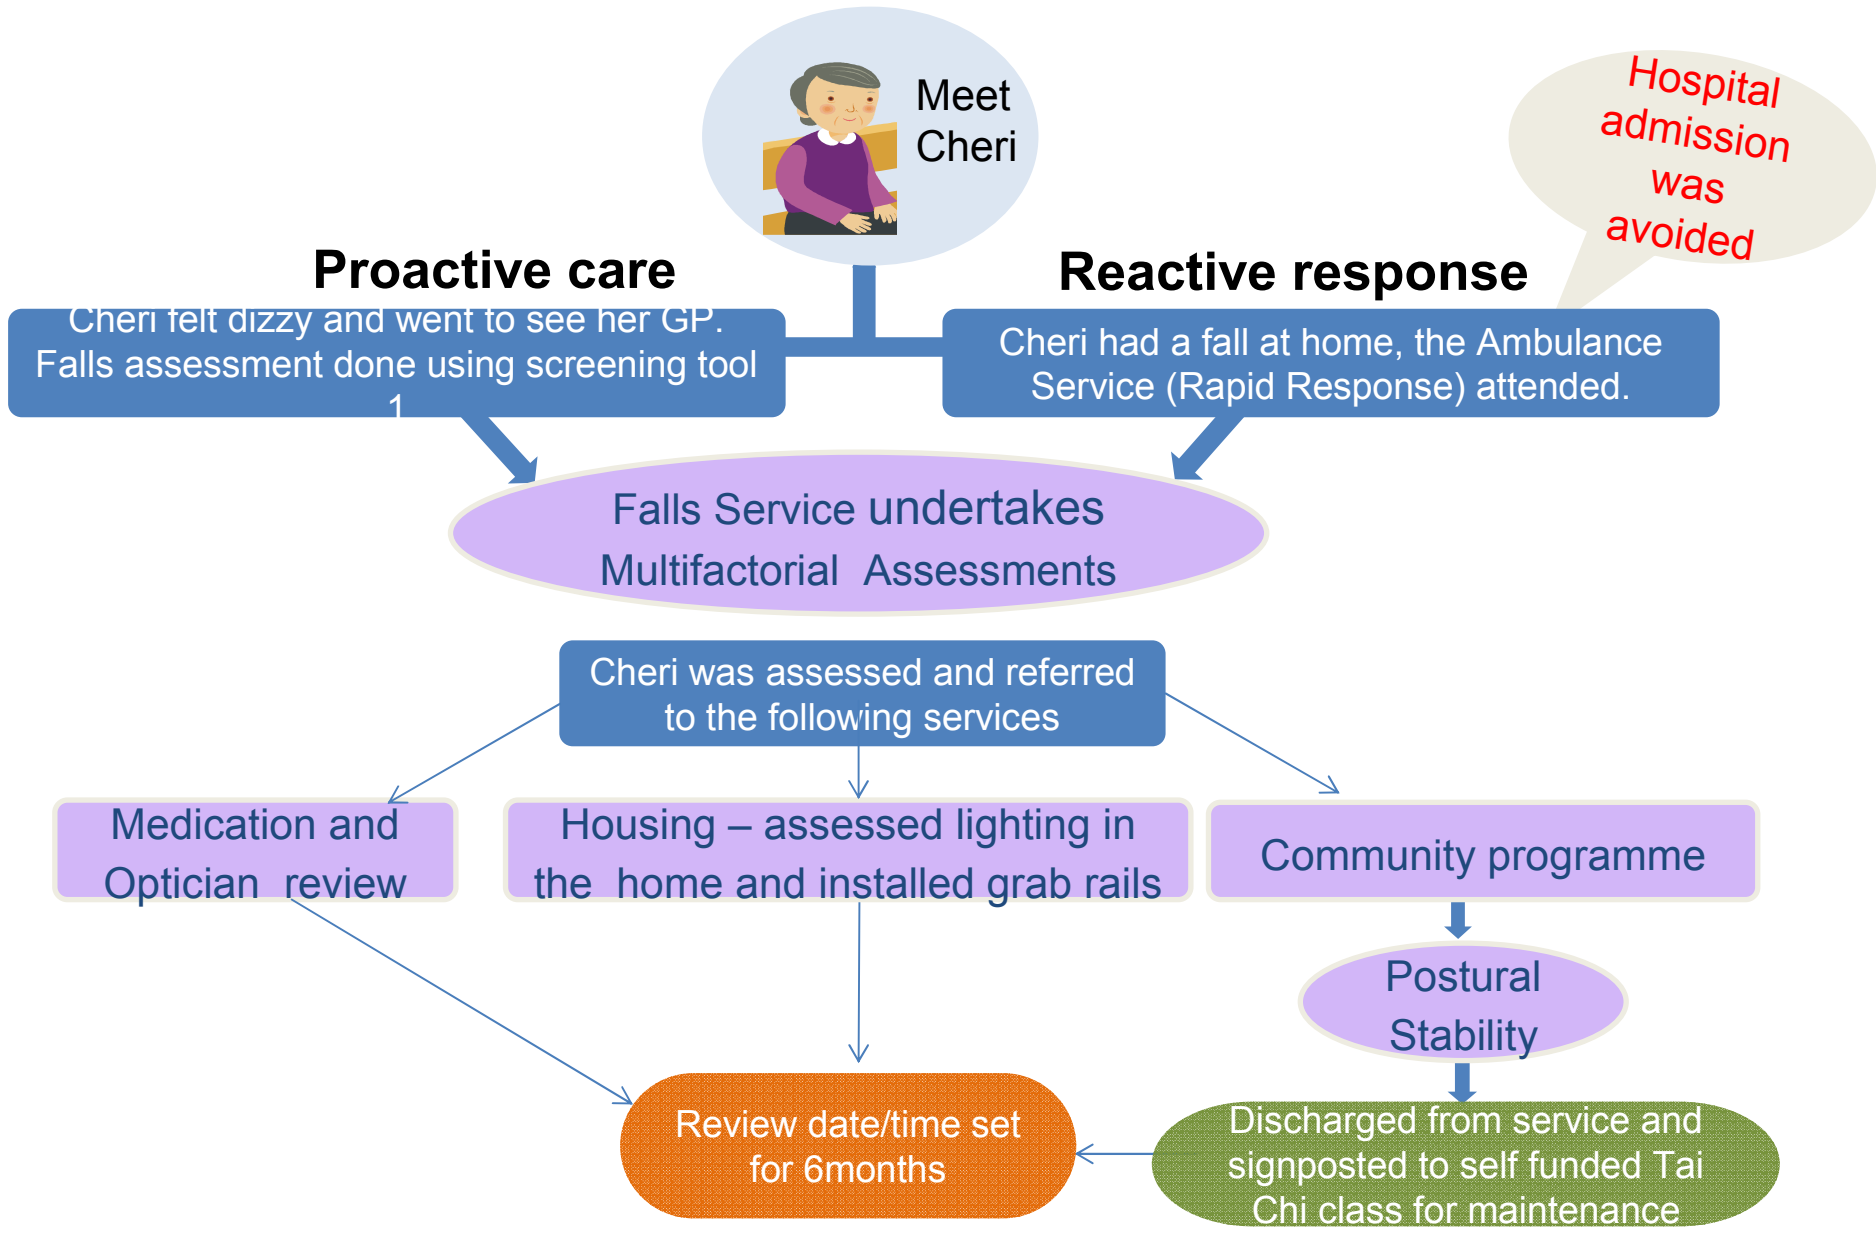 Meet
Cheri
Hospital
admission
was
avoided
Proactive care
Reactive response
Cheri felt dizzy and went to see her GP.
Falls assessment done using screening tool
1
Cheri had a fall at home, the Ambulance
Service (Rapid Response) attended.
Falls Service undertakes
Multifactorial Assessments
Cheri was assessed and referred
to the following services
Medication and
Optician review
Housing – assessed lighting in
the home and installed grab rails
Community programme
Postural
Stability
Review date/time set
for 6months
Discharged from service and
signposted to self funded Tai
Chi class for maintenance